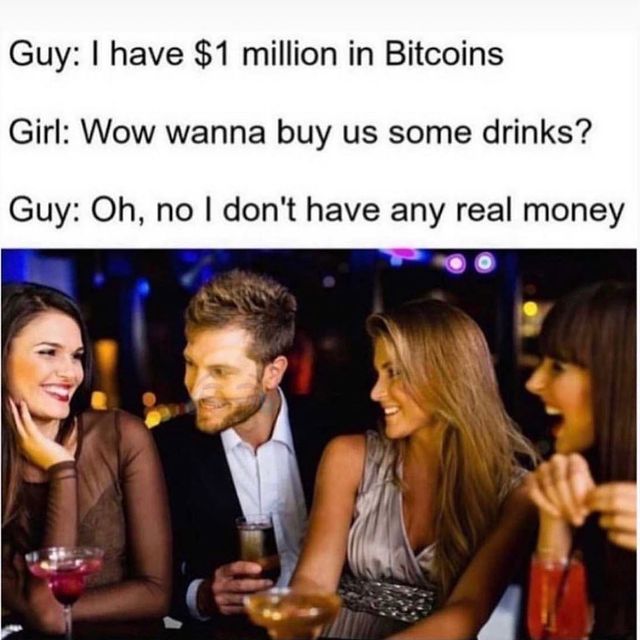 Guy: I have $1 million in Bitcoins
Girl: Wow wanna buy us some drinks?
Guy: Oh, no I don't have any real money